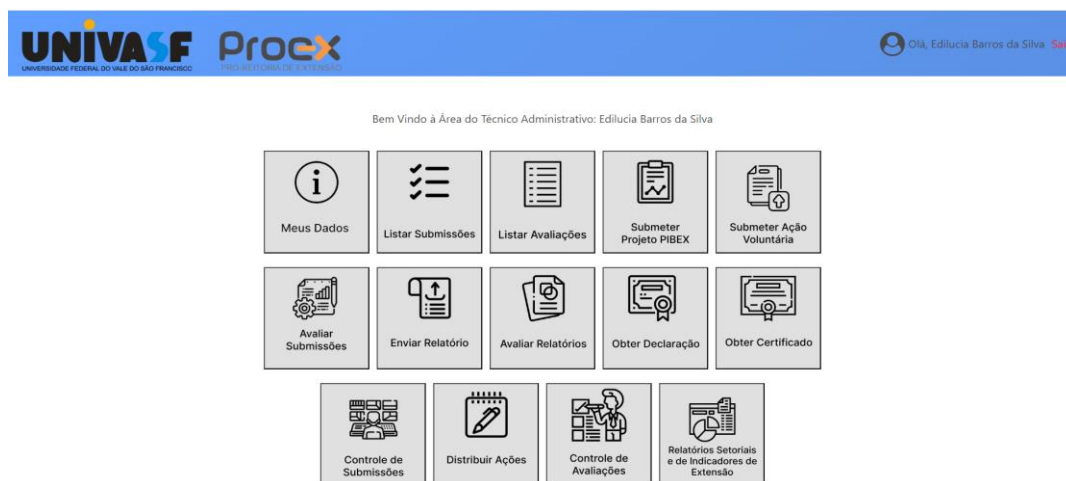 UNIVASF
UNIVERSIDADE FEDERAL DO VALE DO SÃO FRANCISCO
Proex
PRÓ-REITORIA DE EXTENSÃO
Olá, Edilucia Barros da Silva Sai
Bem Vindo à Área do Técnico Administrativo: Edilucia Barros da Silva
Meus Dados
Listar Submissões
Listar Avaliações
Submeter
Projeto PIBEX
Submeter Ação
Voluntária
Avaliar
Submissões
Enviar Relatório
Avaliar Relatórios
Obter Declaração
Obter Certificado
Controle de
Submissões
Distribuir Ações
Controle de
Avaliações
Relatórios Setoriais
e de Indicadores de
Extensão